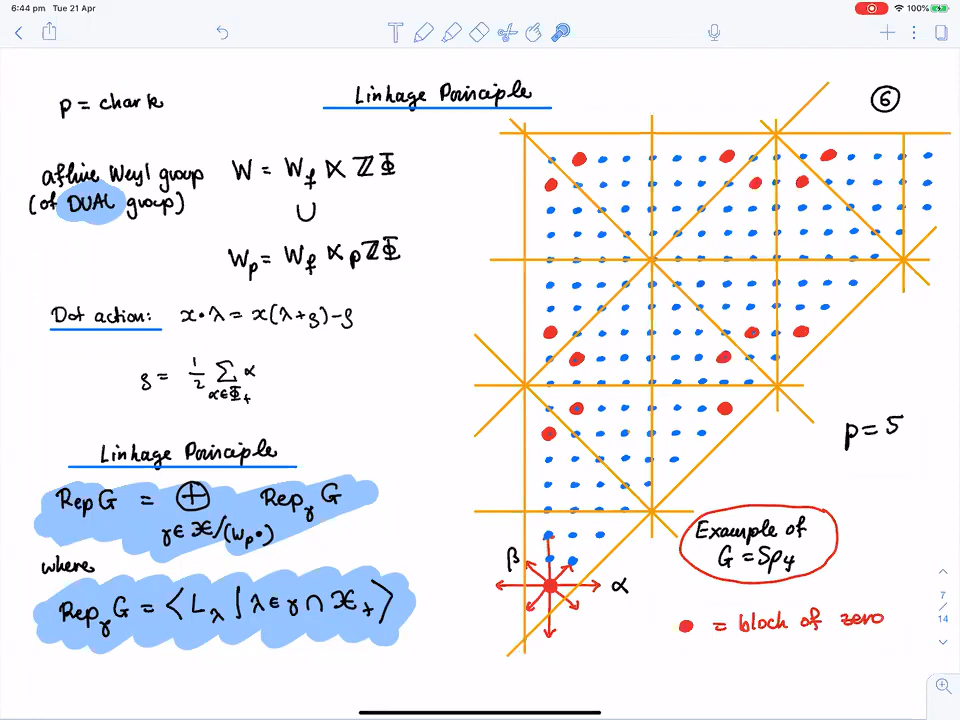 6:44 pm Tue 21 Apr
100%
Linkage Principle
6
p = char k
affine Weyl group
(of DUAL group)
W = W_f ⋉ ℤΦ
∪
W_p = W_f ⋉ pℤΦ
Dot action: x•λ = x(λ+ρ)-ρ
ρ = 1/2 Σ α
α∈Φ_+
Linkage Principle
Rep G = ⊕ Rep_γ G
γ∈ 𝔛/(W_p•)
where
Rep_γ G = ⟨L_λ | λ∈γ∩𝔛_+⟩
p = 5
Example of
G = Sp_4
β
α
= block of zero
7
/
14